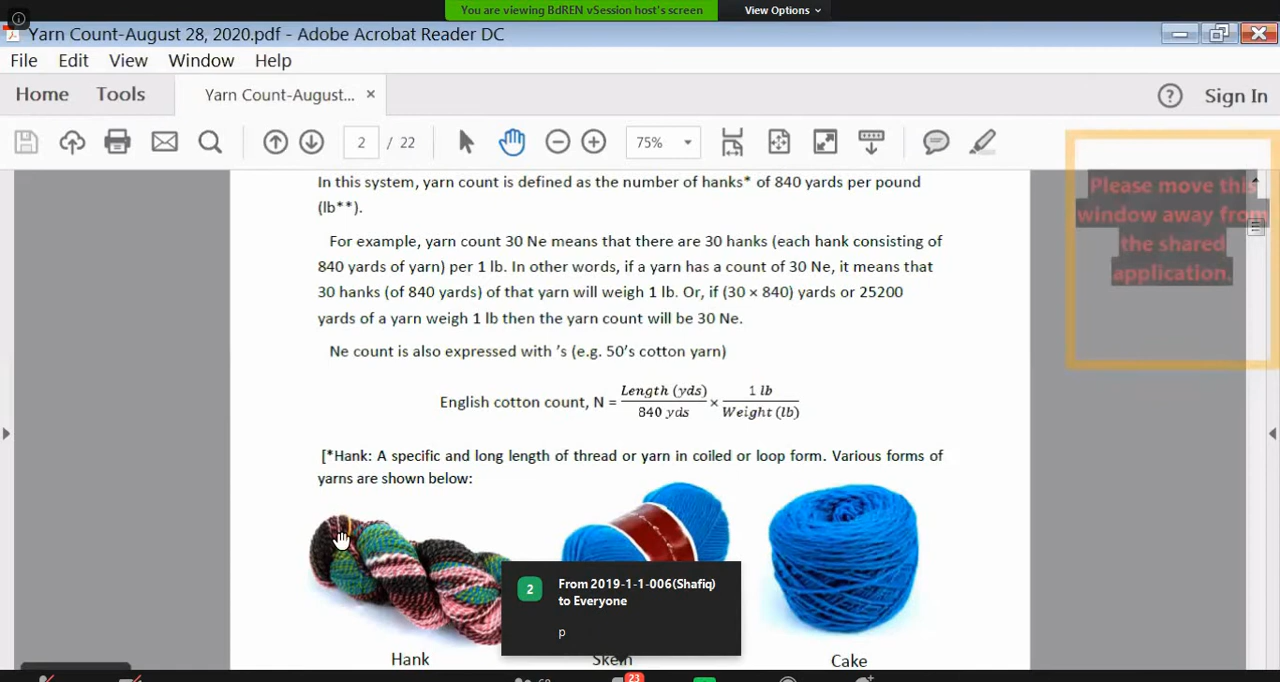 You are viewing BdREN vSession host's screen View Options
Yarn Count-August 28, 2020.pdf - Adobe Acrobat Reader DC
File Edit View Window Help
Home Tools Yarn Count-August... × Sign In
2 / 22 75%
Please move this
window away from
the shared
application.
In this system, yarn count is defined as the number of hanks* of 840 yards per pound
(lb**).
For example, yarn count 30 Ne means that there are 30 hanks (each hank consisting of
840 yards of yarn) per 1 lb. In other words, if a yarn has a count of 30 Ne, it means that
30 hanks (of 840 yards) of that yarn will weigh 1 lb. Or, if (30 × 840) yards or 25200
yards of a yarn weigh 1 lb then the yarn count will be 30 Ne.
Ne count is also expressed with 's (e.g. 50's cotton yarn)
English cotton count, N = Length (yds) / 840 yds × 1 lb / Weight (lb)
[*Hank: A specific and long length of thread or yarn in coiled or loop form. Various forms of
yarns are shown below:
2 From 2019-1-1-006(Shafiq)
to Everyone
p
Hank Skein Cake
23